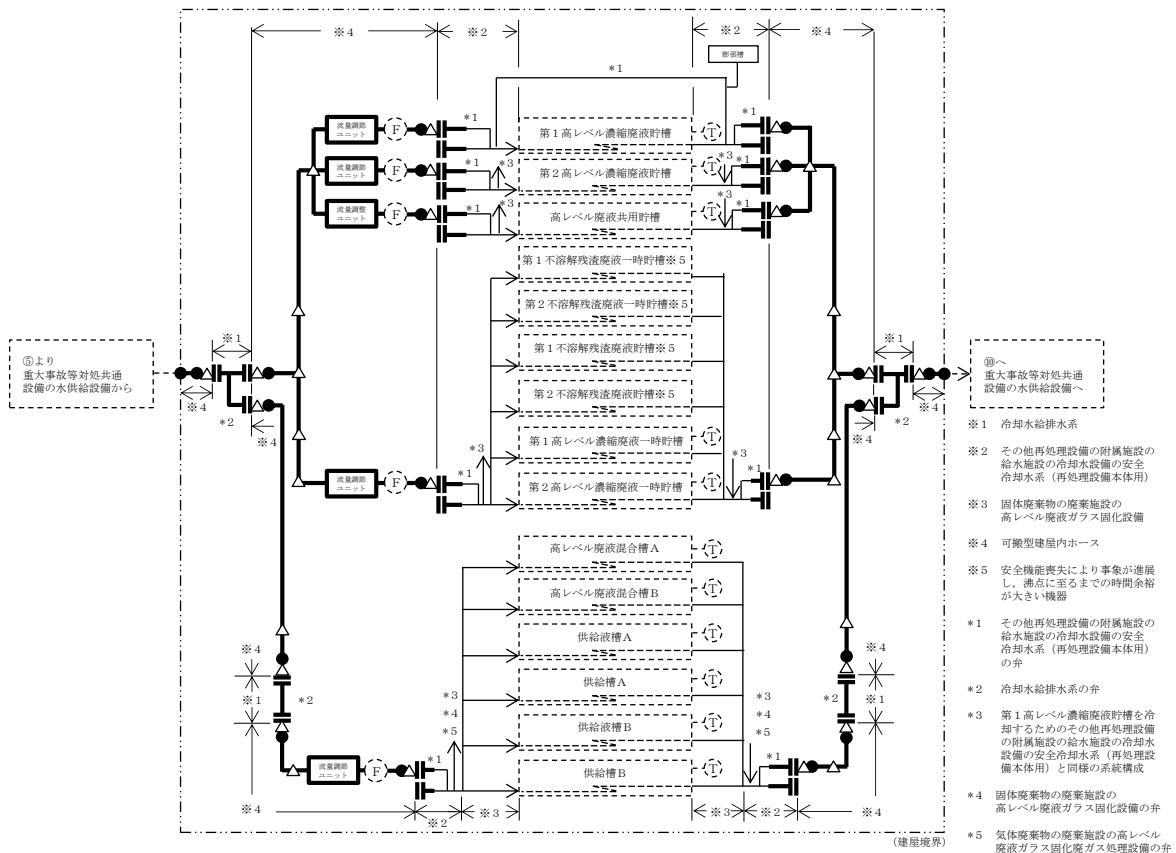 ※4
※2
※2
※4
膨張槽
*1
流量調節
ユニット
F
*1
第1高レベル濃縮廃液貯槽
T
*1
流量調節
ユニット
F
*1
*3
第2高レベル濃縮廃液貯槽
T
*3
*1
流量調整
ユニット
F
*1
*3
高レベル廃液共用貯槽
T
*3
*1
第1不溶解残渣廃液一時貯槽※5
第2不溶解残渣廃液一時貯槽※5
第1不溶解残渣廃液貯槽※5
第2不溶解残渣廃液貯槽※5
第1高レベル濃縮廃液一時貯槽
第2高レベル濃縮廃液一時貯槽
⑤より
重大事故等対処共通
設備の水供給設備から
※1
※4
*2
※4
流量調節
ユニット
F
*1
*3
*3
*1
※1
※4
*2
※4
⑩へ
重大事故等対処共通
設備の水供給設備へ
高レベル廃液混合槽A
T
高レベル廃液混合槽B
T
供給液槽A
T
供給槽A
T
供給液槽B
T
供給槽B
T
※4
※1
*2
※4
流量調節
ユニット
F
*1
*3
*4
*5
※2
※3
*3
*4
*5
*1
※3
※2
※4
*2
※1
※4
(建屋境界)
※1 冷却水給排水系
※2 その他再処理設備の附属施設の
給水施設の冷却水設備の安全
冷却水系（再処理設備本体用）
※3 固体廃棄物の廃棄施設の
高レベル廃液ガラス固化設備
※4 可搬型建屋内ホース
※5 安全機能喪失により事象が進展
し、沸点に至るまでの時間余裕
が大きい機器
*1 その他再処理設備の附属施設の
給水施設の冷却水設備の安全
冷却水系（再処理設備本体用）
の弁
*2 冷却水給排水系の弁
*3 第1高レベル濃縮廃液貯槽を冷
却するためのその他再処理設備
の附属施設の給水施設の冷却水
設備の安全冷却水系（再処理設
備本体用）と同様の系統構成
*4 固体廃棄物の廃棄施設の
高レベル廃液ガラス固化設備の弁
*5 気体廃棄物の廃棄施設の高レベル
廃液ガラス固化廃ガス処理設備の弁